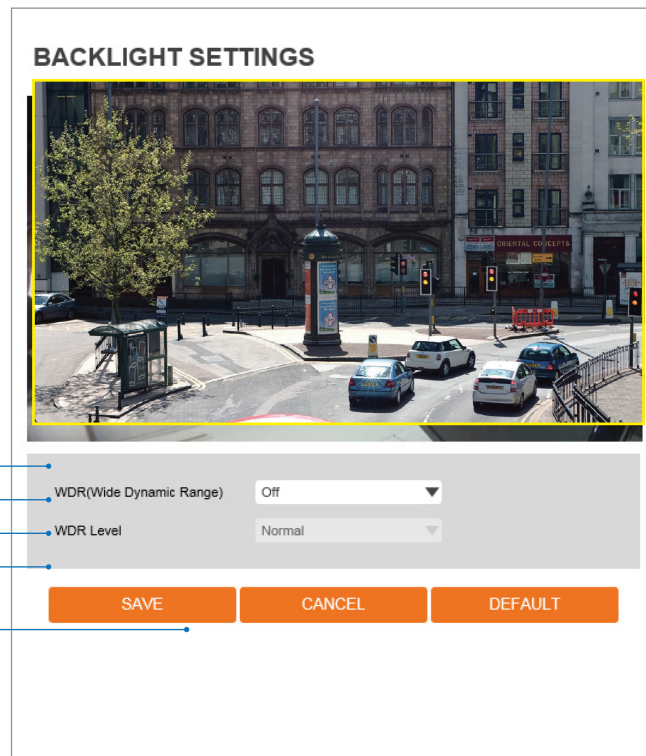 BACKLIGHT SETTINGS
ORIENTAL CONCEPTS
WDR(Wide Dynamic Range) Off
WDR Level Normal
SAVE CANCEL DEFAULT